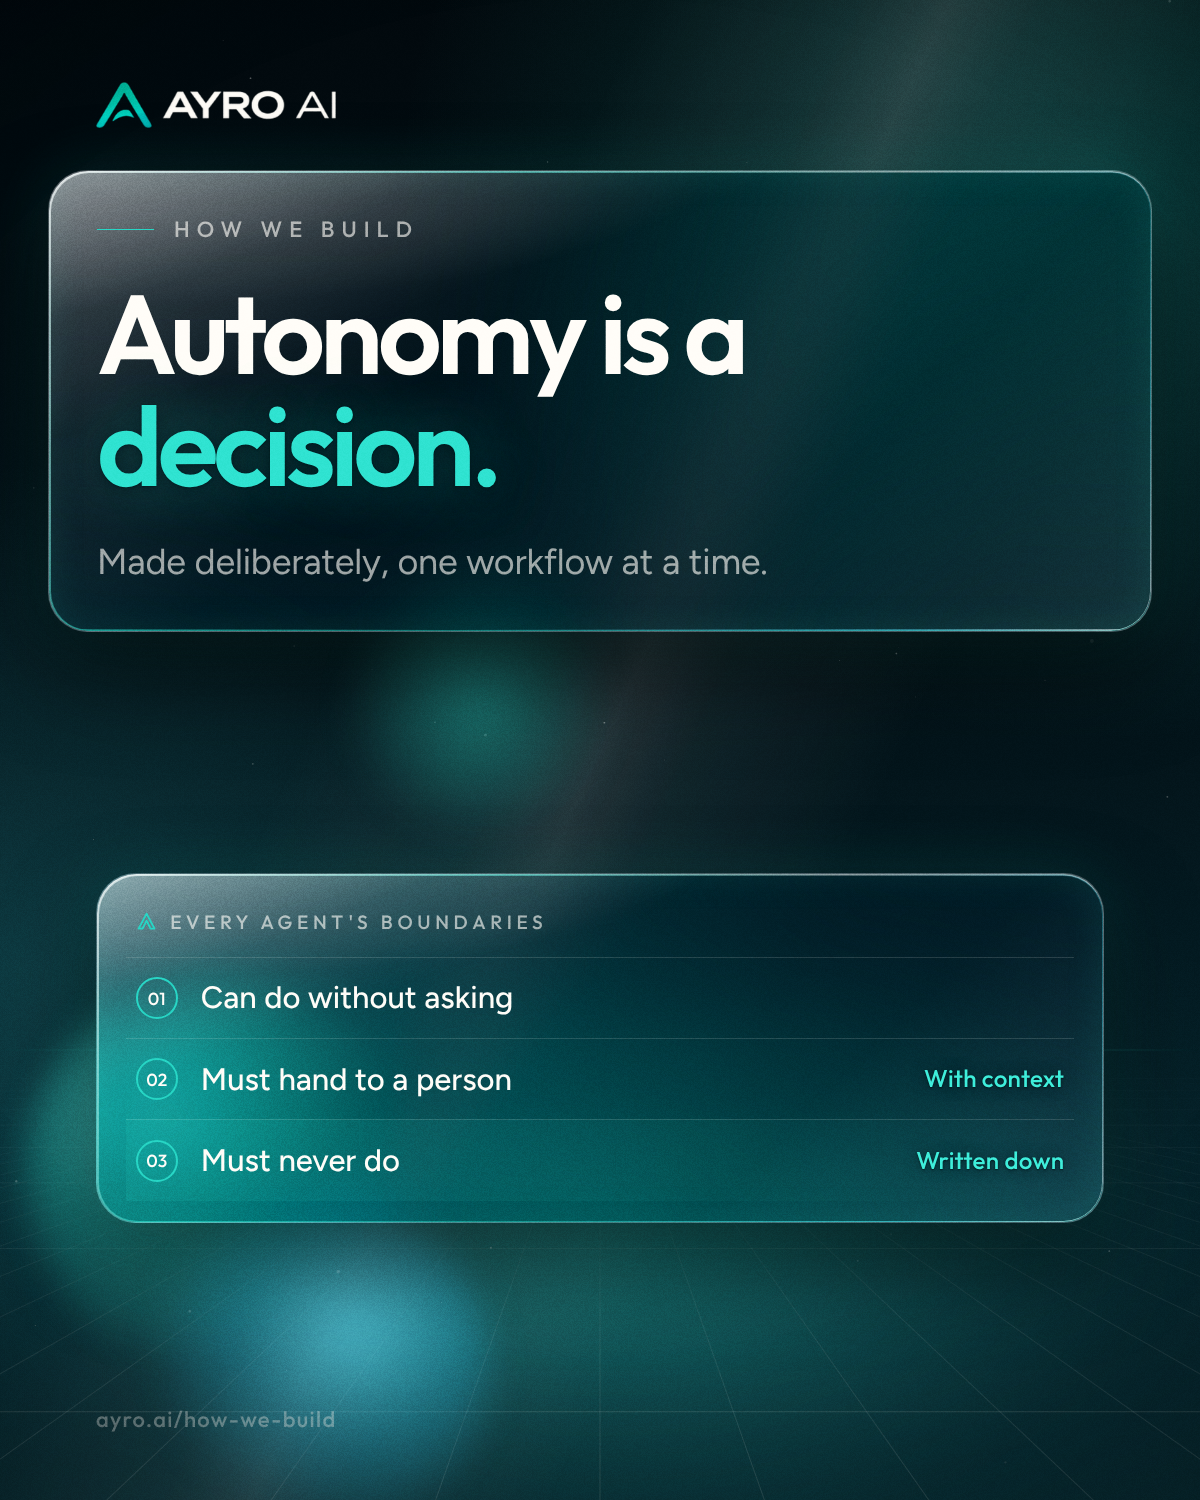 AYRO AI
HOW WE BUILD
Autonomy is a
decision.
Made deliberately, one workflow at a time.
EVERY AGENT'S BOUNDARIES
01 Can do without asking
02 Must hand to a person With context
03 Must never do Written down
ayro.ai/how-we-build